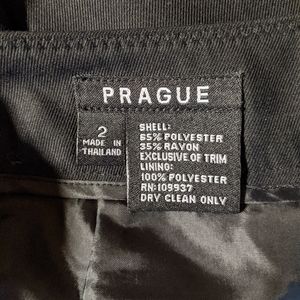 PRAGUE
2
MADE IN
THAILAND
SHELL:
65% POLYESTER
35% RAYON
EXCLUSIVE OF TRIM
LINING:
100% POLYESTER
RN:109937
DRY CLEAN ONLY